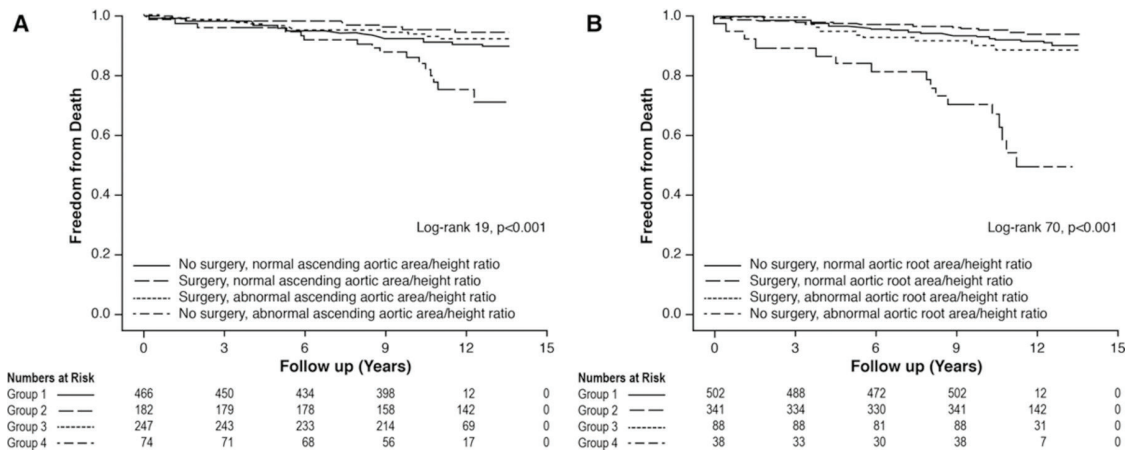 A
Freedom from Death
1.0
0.8
0.6
0.4
0.2
0.0
Log-rank 19, p<0.001
No surgery, normal ascending aortic area/height ratio
Surgery, normal ascending aortic area/height ratio
Surgery, abnormal ascending aortic area/height ratio
No surgery, abnormal ascending aortic area/height ratio
0 3 6 9 12 15
Follow up (Years)
Numbers at Risk
Group 1 466 450 434 398 12 0
Group 2 182 179 178 158 142 0
Group 3 247 243 233 214 69 0
Group 4 74 71 68 56 17 0
B
Freedom from Death
1.0
0.8
0.6
0.4
0.2
0.0
Log-rank 70, p<0.001
No surgery, normal aortic root area/height ratio
Surgery, normal aortic root area/height ratio
Surgery, abnormal aortic root area/height ratio
No surgery, abnormal aortic root area/height ratio
0 3 6 9 12 15
Follow up (Years)
Numbers at Risk
Group 1 502 488 472 502 12 0
Group 2 341 334 330 341 142 0
Group 3 88 88 81 88 31 0
Group 4 38 33 30 38 7 0